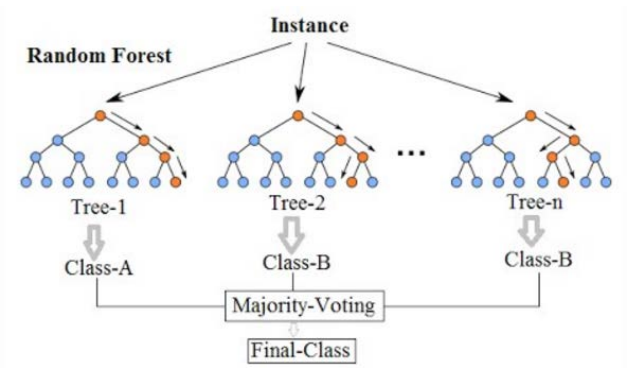 Instance
Random Forest
...
Tree-1
Tree-2
Tree-n
Class-A
Class-B
Class-B
Majority-Voting
Final-Class